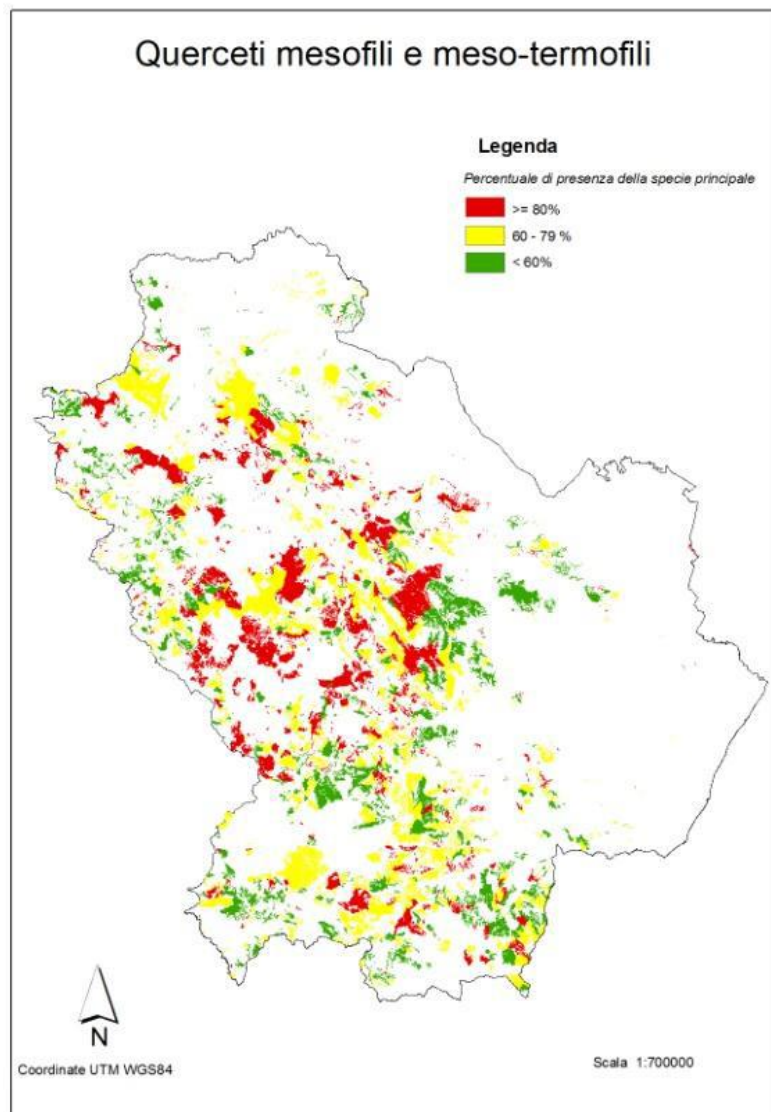 Querceti mesofili e meso-termofili
Legenda
Percentuale di presenza della specie principale
>= 80%
60 - 79 %
< 60%
N
Coordinate UTM WGS84
Scala 1:700000